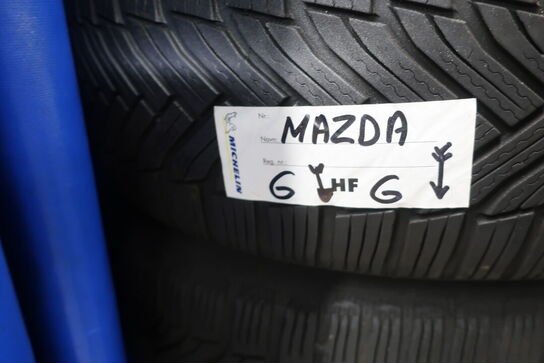 MICHELIN
Nr.:
Navn: MAZDA
Reg. nr.:
6 HF 6